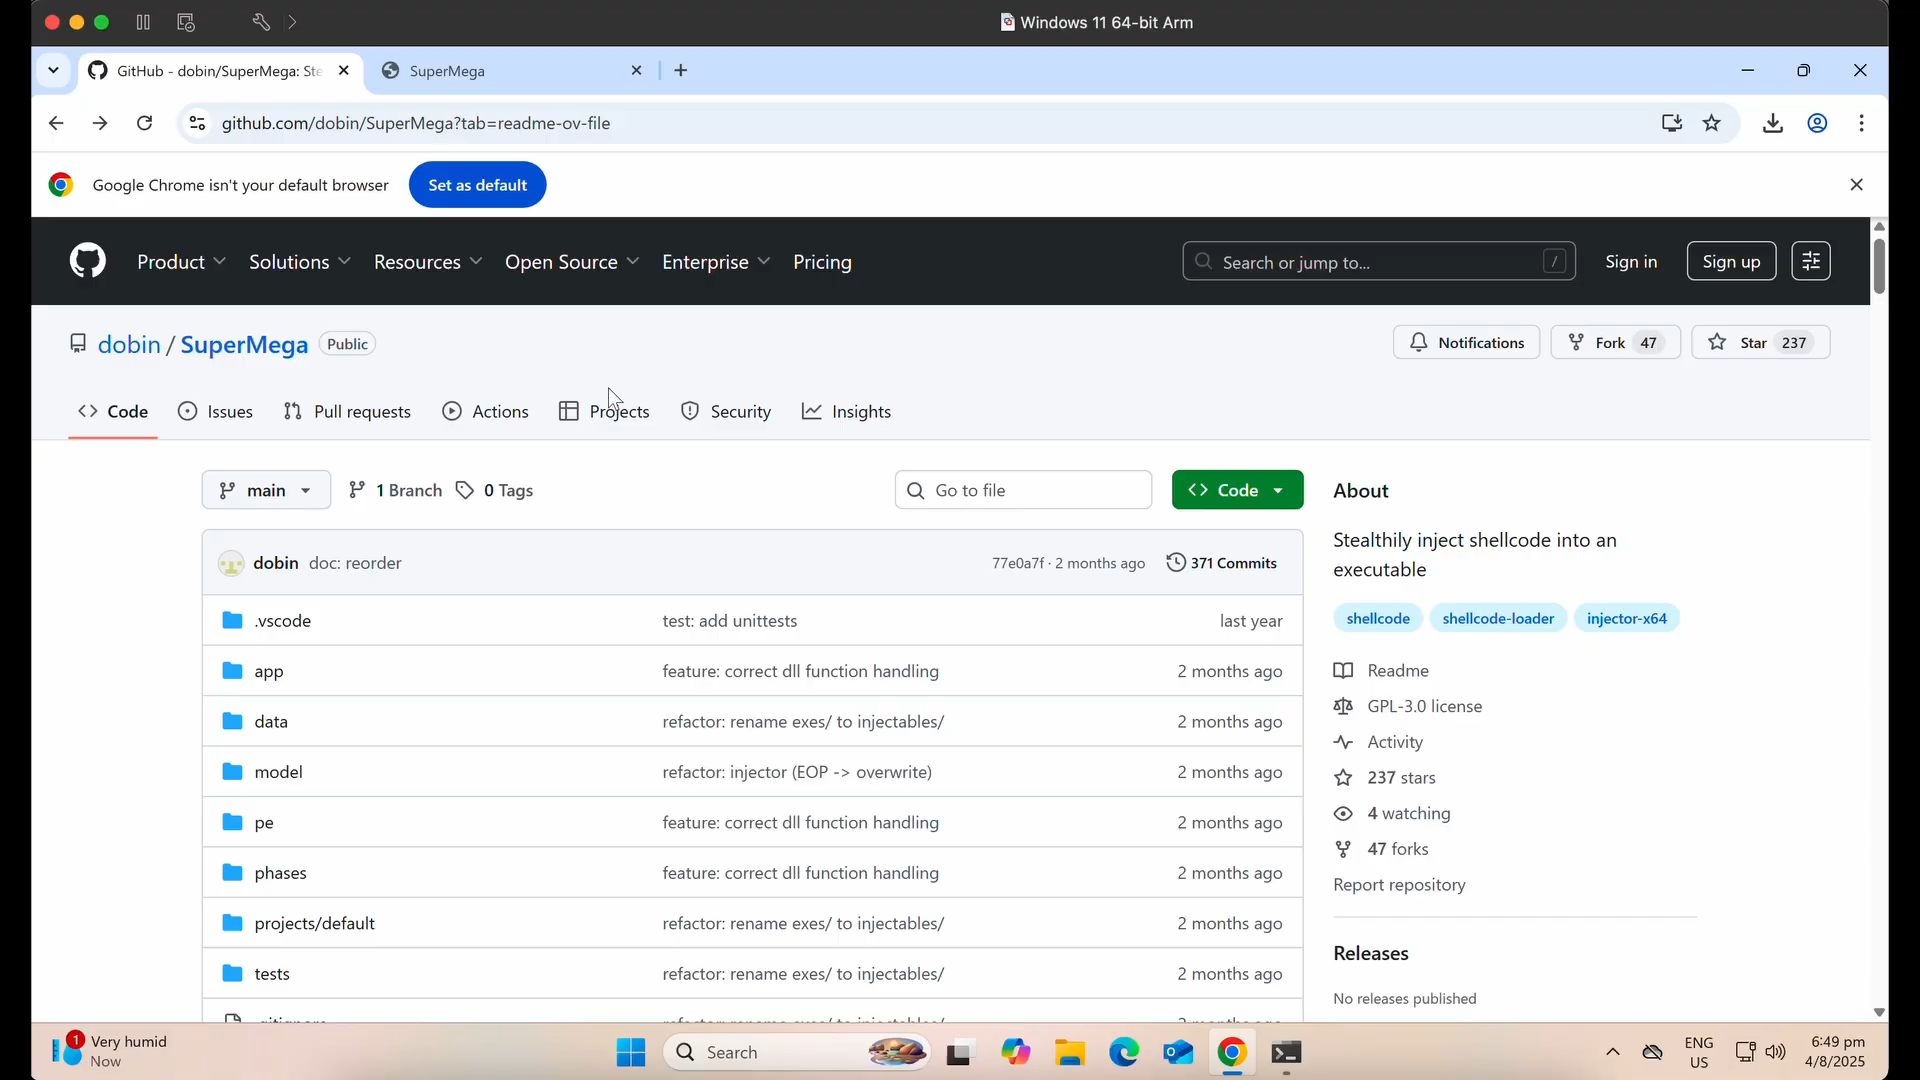 Windows 11 64-bit Arm
GitHub - dobin/SuperMega: Ste
SuperMega
github.com/dobin/SuperMega?tab=readme-ov-file
Google Chrome isn't your default browser
Set as default
Product
Solutions
Resources
Open Source
Enterprise
Pricing
Search or jump to...
/
Sign in
Sign up
dobin / SuperMega
Public
Notifications
Fork 47
Star 237
Code
Issues
Pull requests
Actions
Projects
Security
Insights
main
1 Branch
0 Tags
Go to file
Code
About
Stealthily inject shellcode into an
executable
shellcode
shellcode-loader
injector-x64
Readme
GPL-3.0 license
Activity
237 stars
4 watching
47 forks
Report repository
Releases
No releases published
dobin doc: reorder
77e0a7f · 2 months ago
371 Commits
.vscode
test: add unittests
last year
app
feature: correct dll function handling
2 months ago
data
refactor: rename exes/ to injectables/
2 months ago
model
refactor: injector (EOP -> overwrite)
2 months ago
pe
feature: correct dll function handling
2 months ago
phases
feature: correct dll function handling
2 months ago
projects/default
refactor: rename exes/ to injectables/
2 months ago
tests
refactor: rename exes/ to injectables/
2 months ago
1
Very humid
Now
Search
ENG
US
6:49 pm
4/8/2025